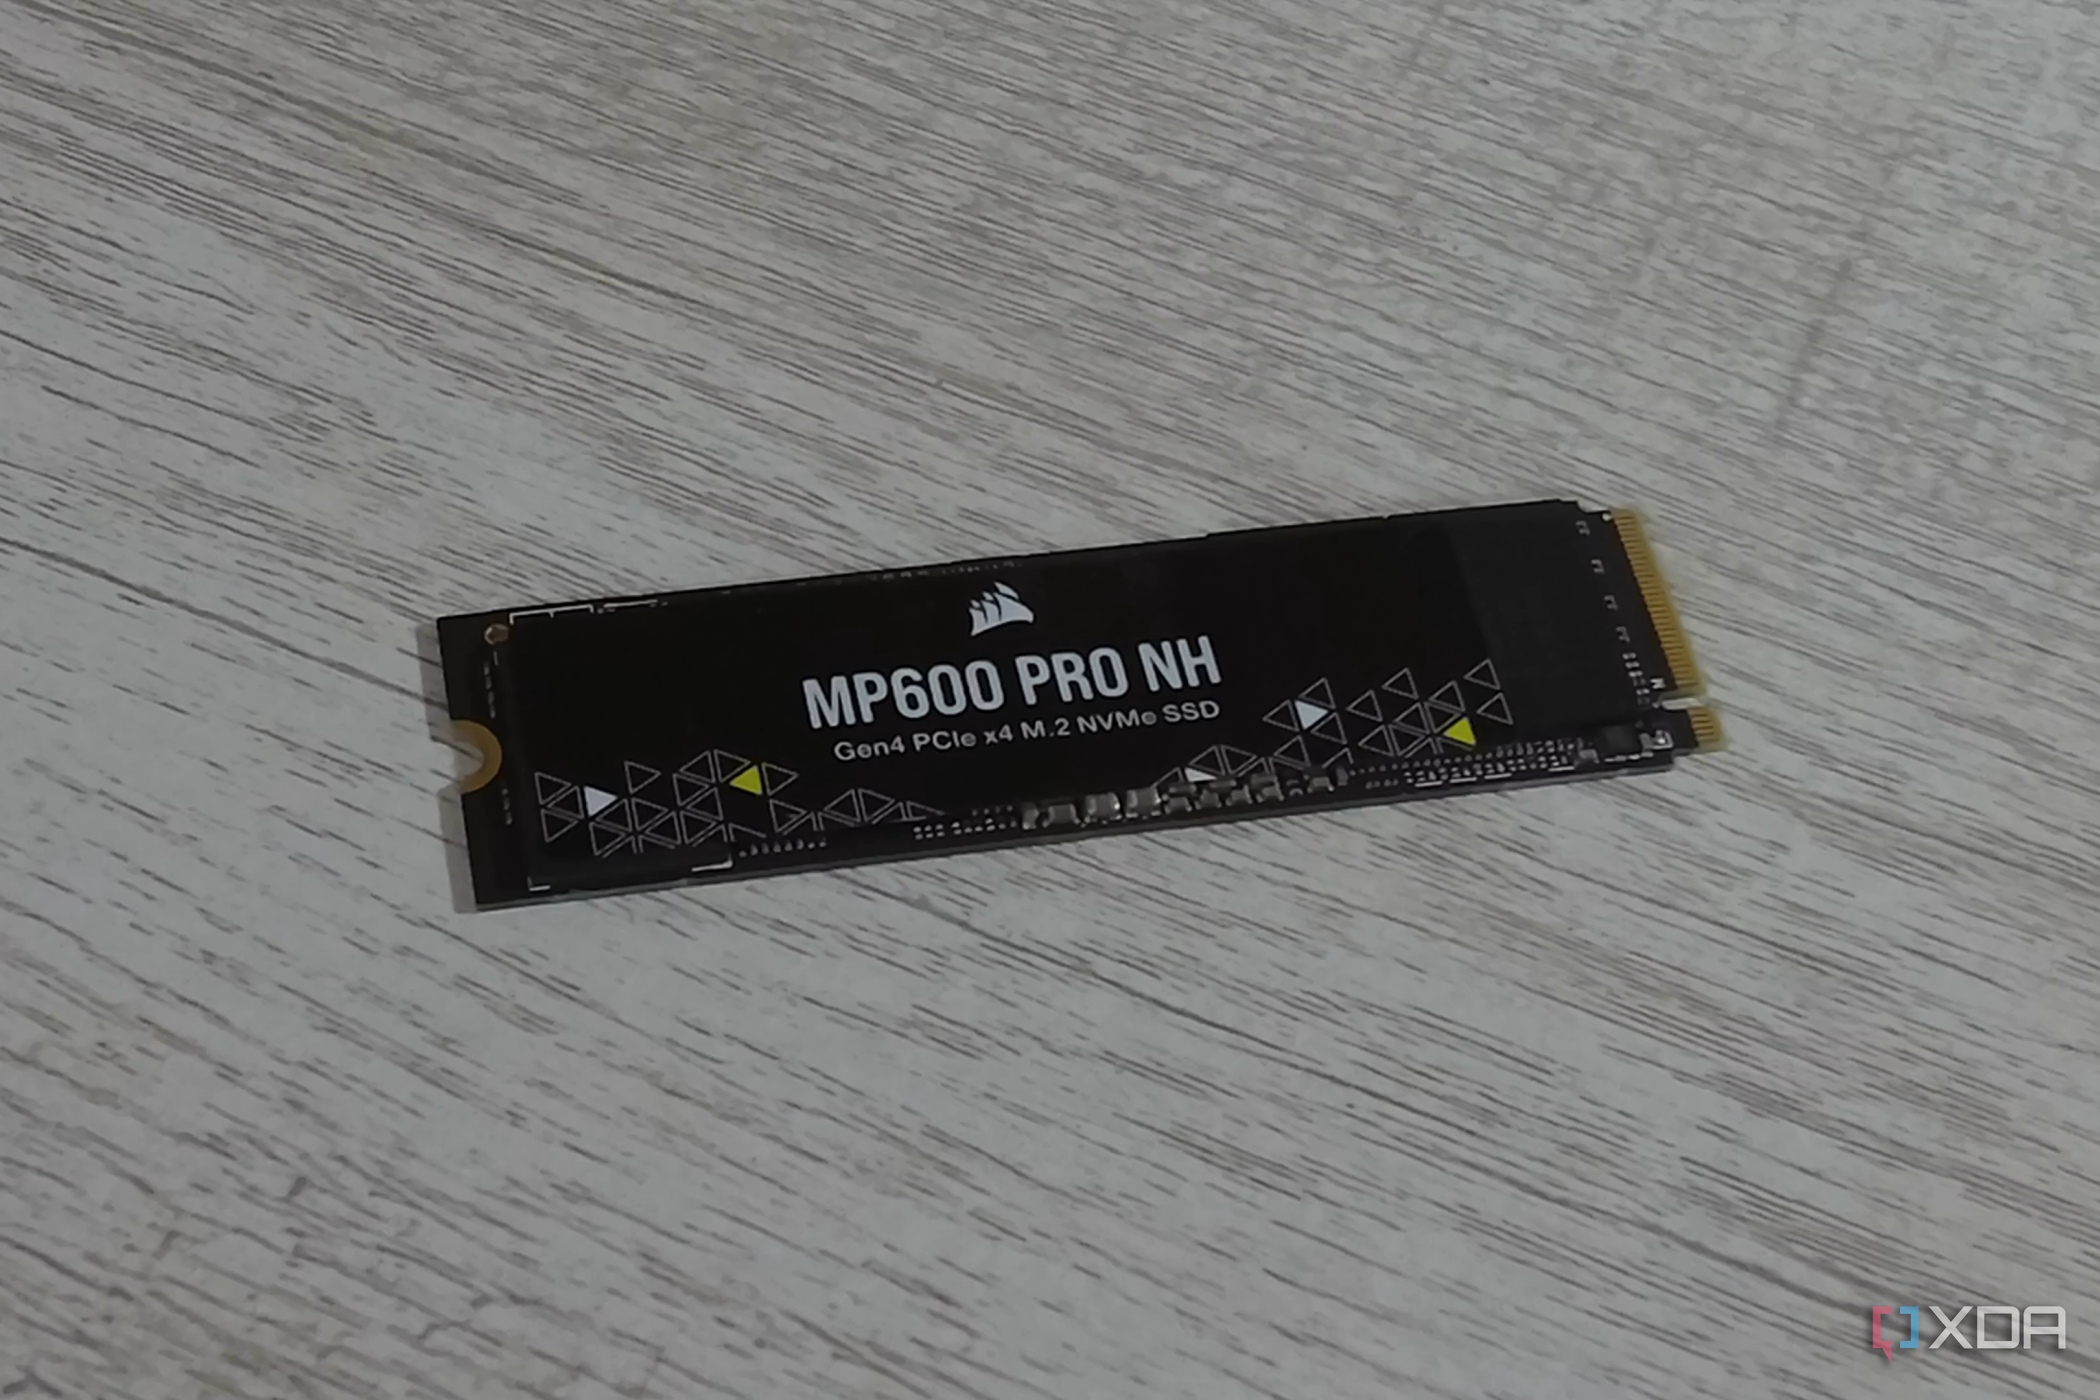 MP600 PRO NH
Gen4 PCIe x4 M.2 NVMe SSD
XDA